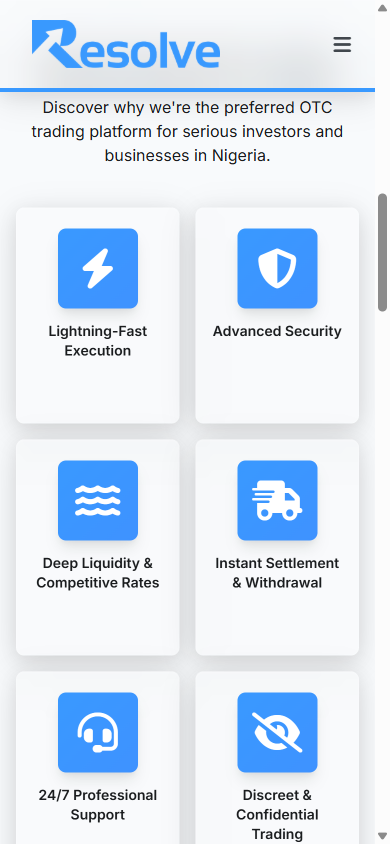 Resolve
Discover why we're the preferred OTC
trading platform for serious investors and
businesses in Nigeria.
Lightning-Fast
Execution
Advanced Security
Deep Liquidity &
Competitive Rates
Instant Settlement
& Withdrawal
24/7 Professional
Support
Discreet &
Confidential
Trading